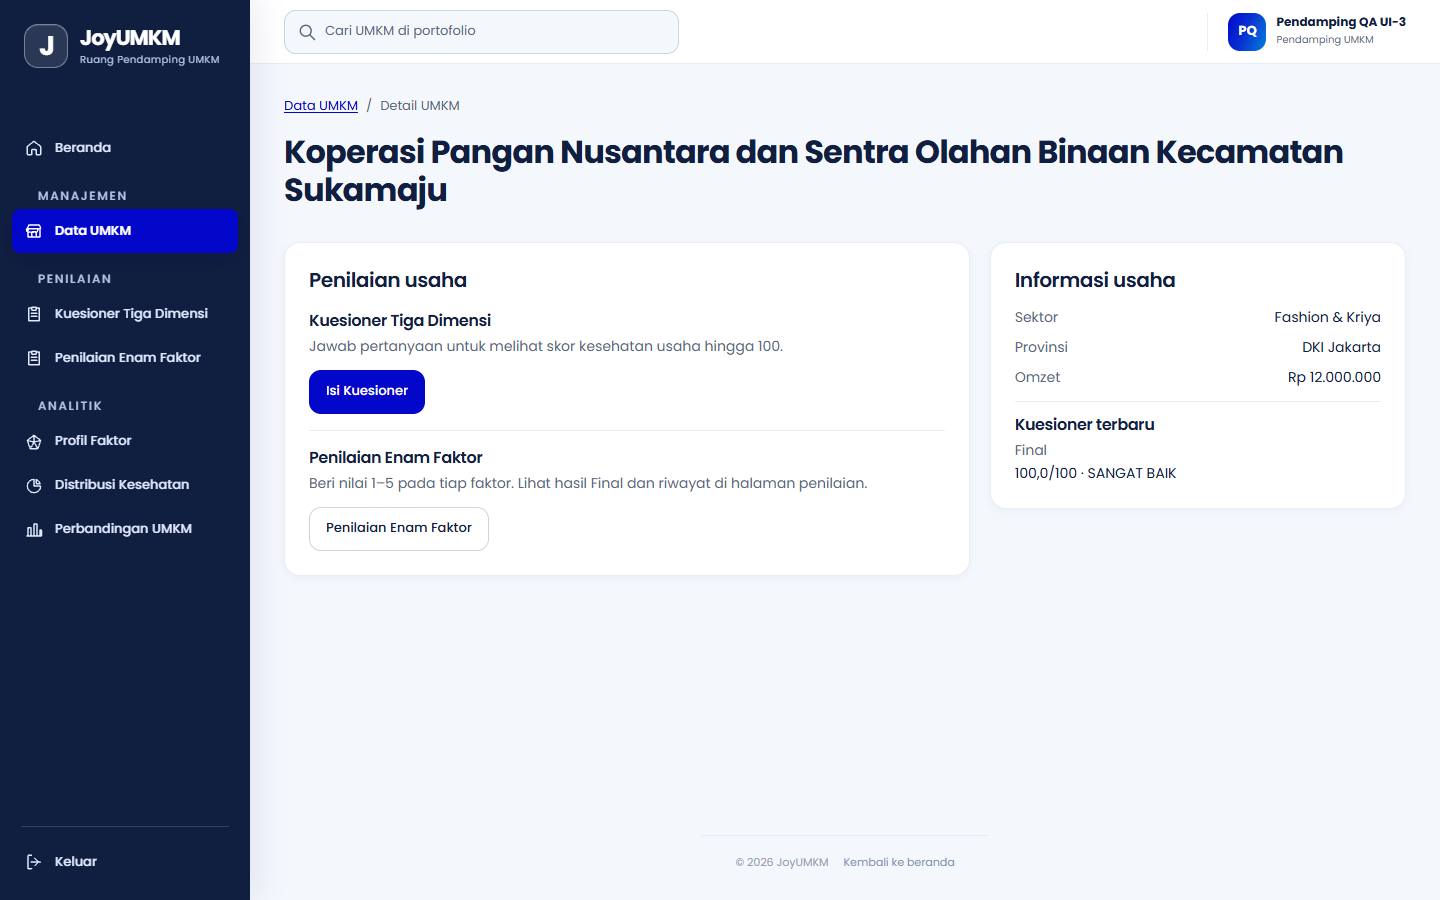 J
JoyUMKM
Ruang Pendamping UMKM
Beranda
MANAJEMEN
Data UMKM
PENILAIAN
Kuesioner Tiga Dimensi
Penilaian Enam Faktor
ANALITIK
Profil Faktor
Distribusi Kesehatan
Perbandingan UMKM
Keluar
Cari UMKM di portofolio
PQ
Pendamping QA UI-3
Pendamping UMKM
Data UMKM / Detail UMKM
Koperasi Pangan Nusantara dan Sentra Olahan Binaan Kecamatan
Sukamaju
Penilaian usaha
Kuesioner Tiga Dimensi
Jawab pertanyaan untuk melihat skor kesehatan usaha hingga 100.
Isi Kuesioner
Penilaian Enam Faktor
Beri nilai 1–5 pada tiap faktor. Lihat hasil Final dan riwayat di halaman penilaian.
Penilaian Enam Faktor
Informasi usaha
Sektor Fashion & Kriya
Provinsi DKI Jakarta
Omzet Rp 12.000.000
Kuesioner terbaru
Final
100,0/100 · SANGAT BAIK
© 2026 JoyUMKM Kembali ke beranda